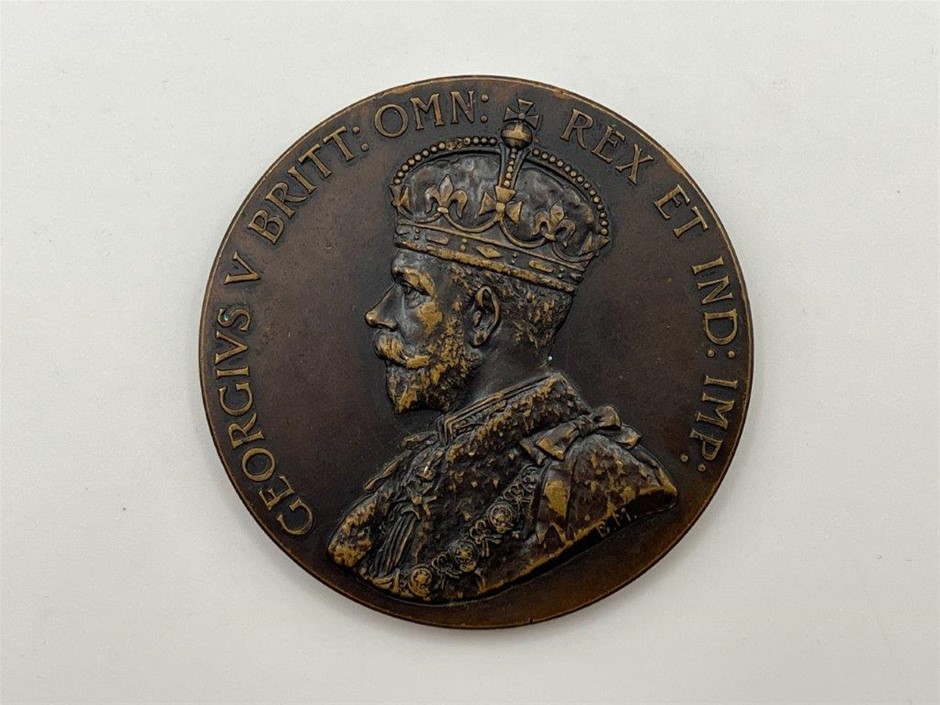 GEORGIVS V BRITT: OMN: REX ET IND: IMP:
B.M.